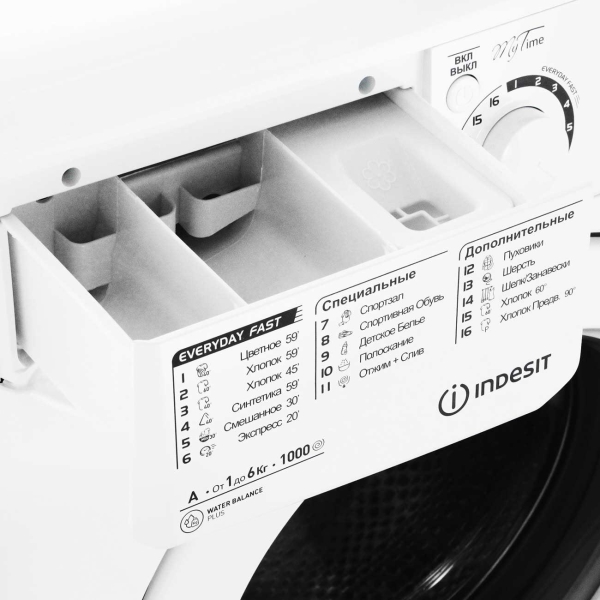 ВКЛ
ВЫКЛ
MyTime
EVERYDAY FAST
1 2 3 4 5
16
15
EVERYDAY FAST
1 Цветное 59'
2 Хлопок 59'
3 Хлопок 45'
4 Синтетика 59'
5 Смешанное 30'
6 Экспресс 20'
Специальные
7 Спортзал
8 Спортивная Обувь
9 Детское Белье
10 Полоскание
11 Отжим + Слив
Дополнительные
12 Пуховики
13 Шерсть
14 Шелк/Занавески
15 Хлопок 60°
16 Хлопок Предв. 90°
A • От 1 до 6 Кг • 1000
WATER BALANCE
PLUS
INDESIT